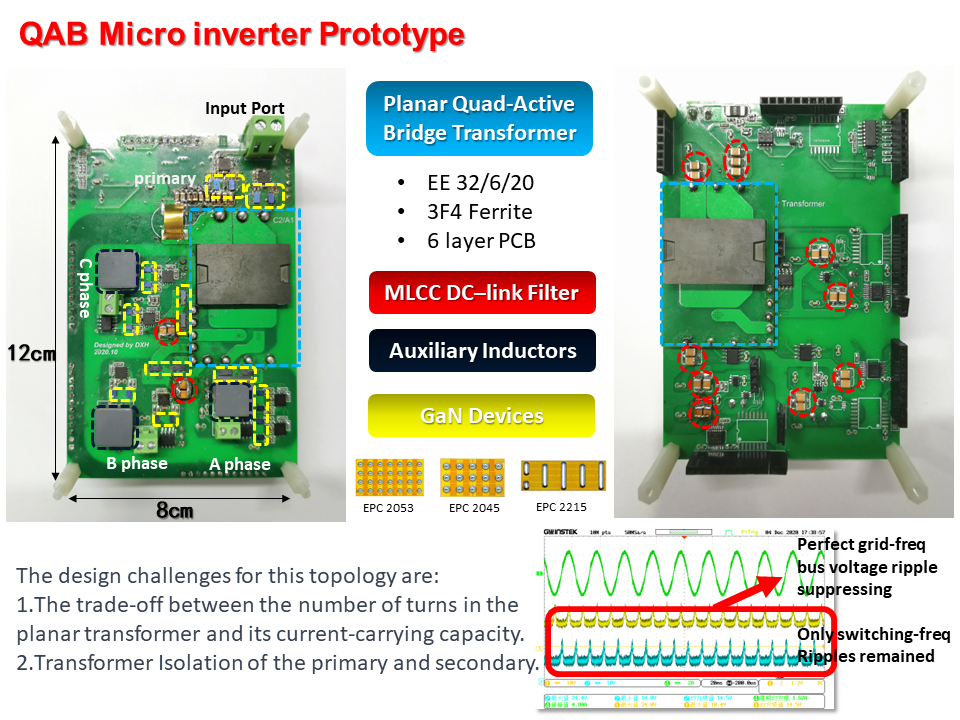 QAB Micro inverter Prototype
Input Port
primary
C2/A1
C phase
12cm
Designed by DXH
2020.10
B phase
A phase
8cm
Planar Quad-Active
Bridge Transformer
• EE 32/6/20
• 3F4 Ferrite
• 6 layer PCB
MLCC DC–link Filter
Auxiliary Inductors
GaN Devices
EPC 2053
EPC 2045
EPC 2215
Transformer
The design challenges for this topology are:
1.The trade-off between the number of turns in the
planar transformer and its current-carrying capacity.
2.Transformer Isolation of the primary and secondary.
GWINSTEK
04 Dec 2020
Perfect grid-freq
bus voltage ripple
suppressing
Only switching-freq
Ripples remained